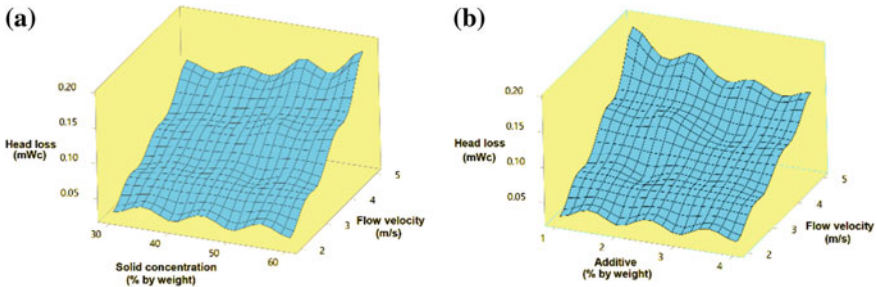 (a)
0.20
0.15
Head loss
(mWc)
0.10
0.05
30
40
50
60
Solid concentration
(% by weight)
2
3
4
5
Flow velocity
(m/s)
(b)
0.20
0.15
Head loss
(mWc)
0.10
0.05
1
2
3
4
Additive
(% by weight)
2
3
4
5
Flow velocity
(m/s)